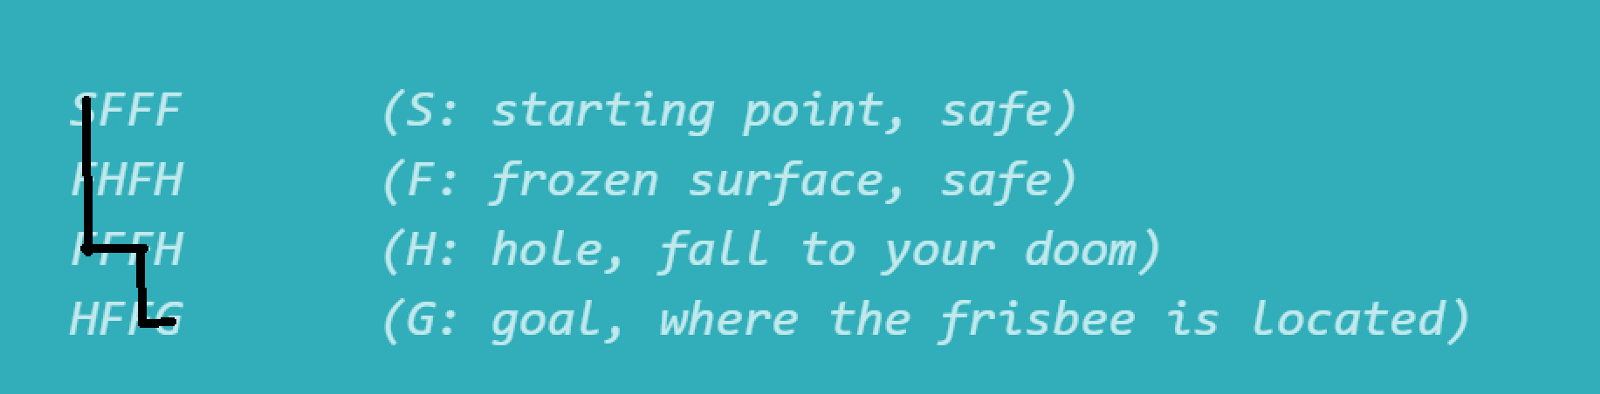 SFFF (S: starting point, safe)
FHFH (F: frozen surface, safe)
FFFH (H: hole, fall to your doom)
HFFG (G: goal, where the frisbee is located)